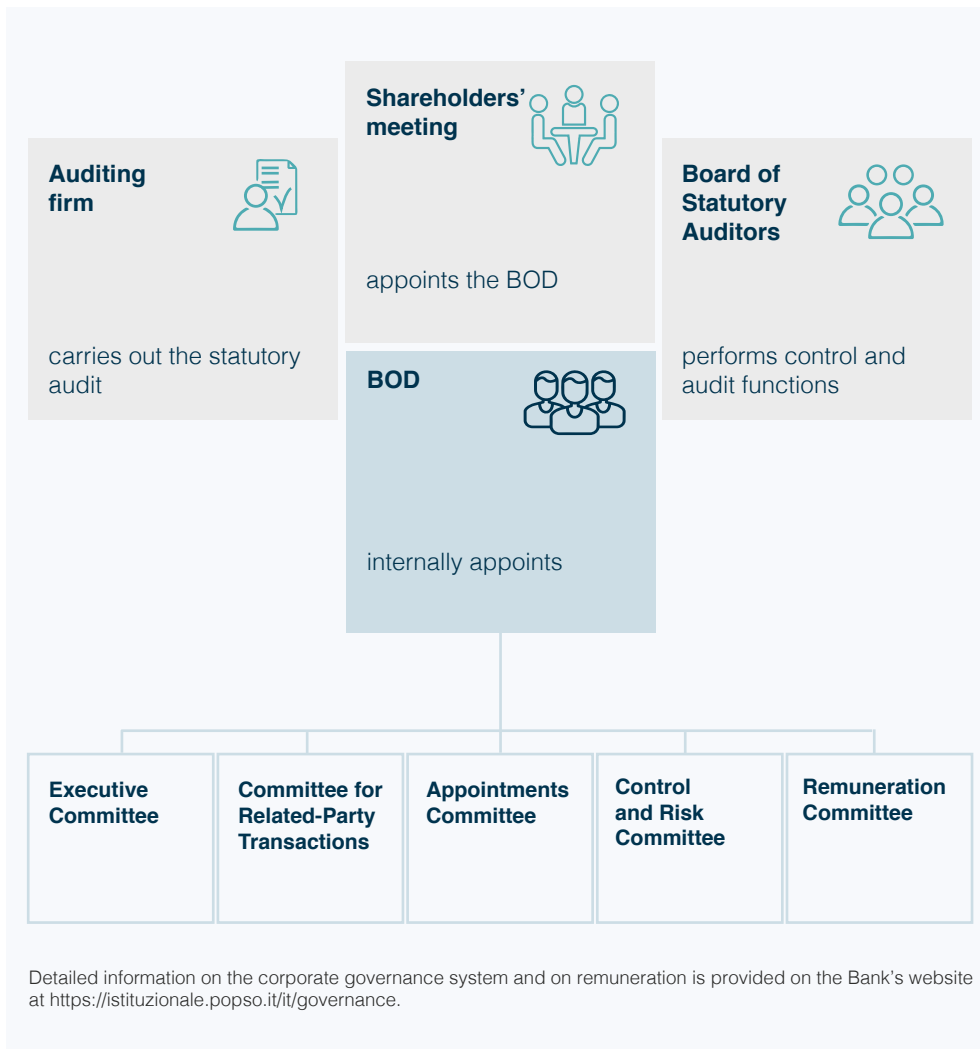 Shareholders’
meeting
appoints the BOD
Auditing
firm
carries out the statutory
audit
Board of
Statutory
Auditors
performs control and
audit functions
BOD
internally appoints
Executive
Committee
Committee for
Related-Party
Transactions
Appointments
Committee
Control
and Risk
Committee
Remuneration
Committee
Detailed information on the corporate governance system and on remuneration is provided on the Bank’s website
at https://istituzionale.popso.it/it/governance.